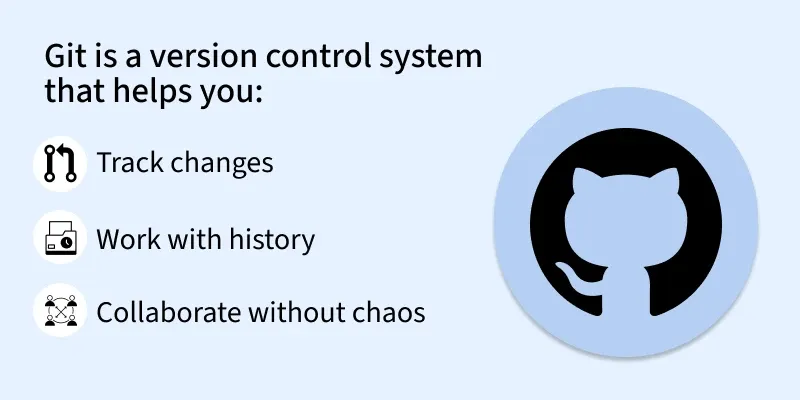 Git is a version control system
that helps you:
Track changes
Work with history
Collaborate without chaos